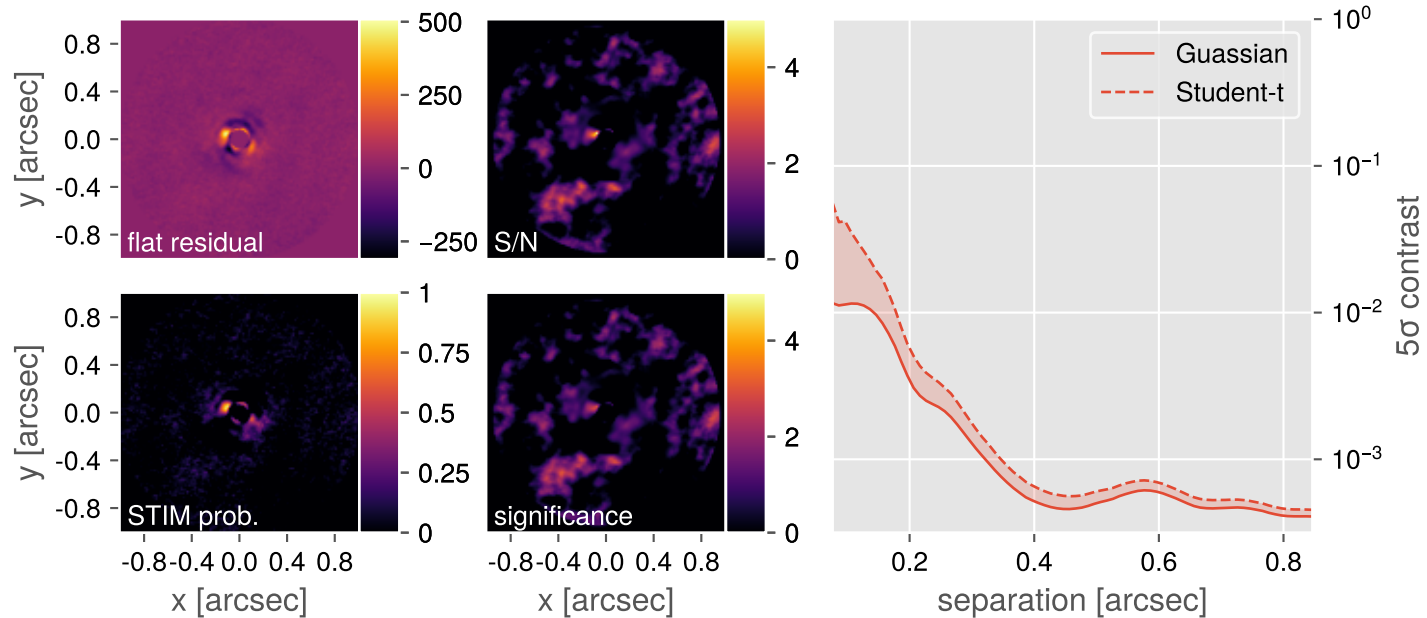 0.8
0.4
0.0
-0.4
-0.8
y [arcsec]
flat residual
500
250
0
−250
S/N
4
2
0
0.8
0.4
0.0
-0.4
-0.8
y [arcsec]
STIM prob.
1
0.75
0.5
0.25
0
-0.8 -0.4 0.0 0.4 0.8
x [arcsec]
significance
4
2
0
-0.8 -0.4 0.0 0.4 0.8
x [arcsec]
Guassian
Student-t
10⁰
10⁻¹
10⁻²
10⁻³
5σ contrast
0.2 0.4 0.6 0.8
separation [arcsec]